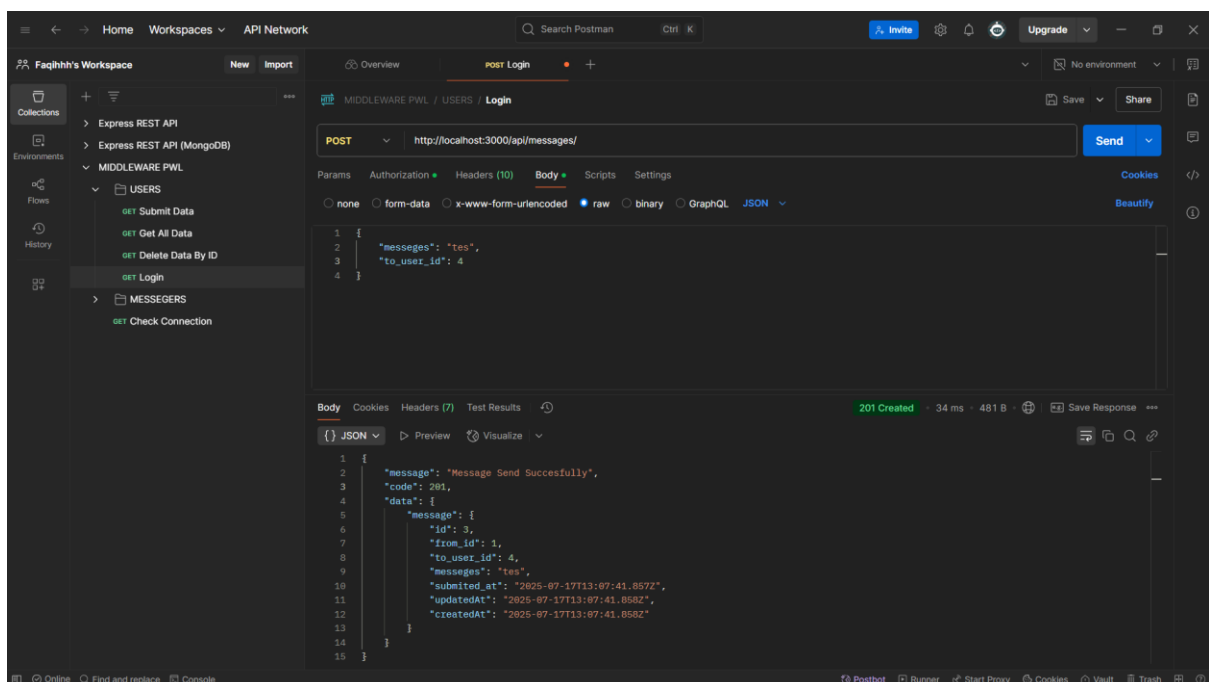 Home Workspaces API Network Search Postman Ctrl K Invite Upgrade
Faqihhh's Workspace New Import Overview POST Login No environment
Collections
Environments
Flows
History
Express REST API
Express REST API (MongoDB)
MIDDLEWARE PWL
USERS
GET Submit Data
GET Get All Data
GET Delete Data By ID
GET Login
MESSEGERS
GET Check Connection
HTTP MIDDLEWARE PWL / USERS / Login Save Share
POST http://localhost:3000/api/messages/ Send
Params Authorization Headers (10) Body Scripts Settings Cookies
none form-data x-www-form-urlencoded raw binary GraphQL JSON Beautify
1 {
2 "messeges": "tes",
3 "to_user_id": 4
4 }
Body Cookies Headers (7) Test Results 201 Created 34 ms 481 B Save Response
{} JSON Preview Visualize
1 {
2 "message": "Message Send Succesfully",
3 "code": 201,
4 "data": {
5 "message": {
6 "id": 3,
7 "from_id": 1,
8 "to_user_id": 4,
9 "messeges": "tes",
10 "submited_at": "2025-07-17T13:07:41.857Z",
11 "updatedAt": "2025-07-17T13:07:41.858Z",
12 "createdAt": "2025-07-17T13:07:41.858Z"
13 }
14 }
15 }
Online Find and replace Console Postbot Runner Start Proxy Cookies Vault Trash